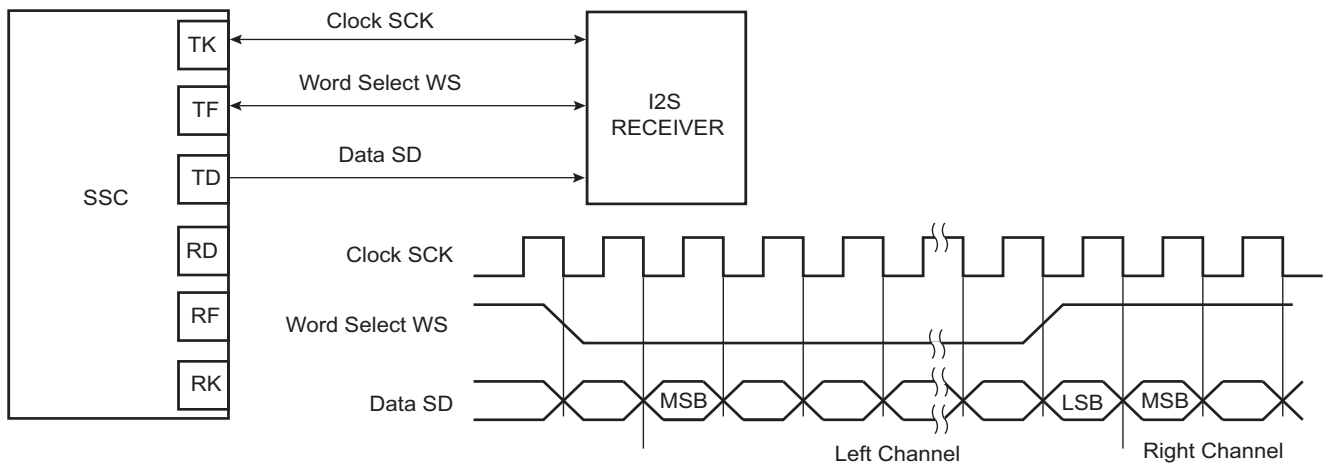 Clock SCK
TK
Word Select WS
TF
I2S
RECEIVER
Data SD
TD
SSC
RD
RF
RK
Clock SCK
Word Select WS
Data SD
MSB
LSB
MSB
Left Channel
Right Channel